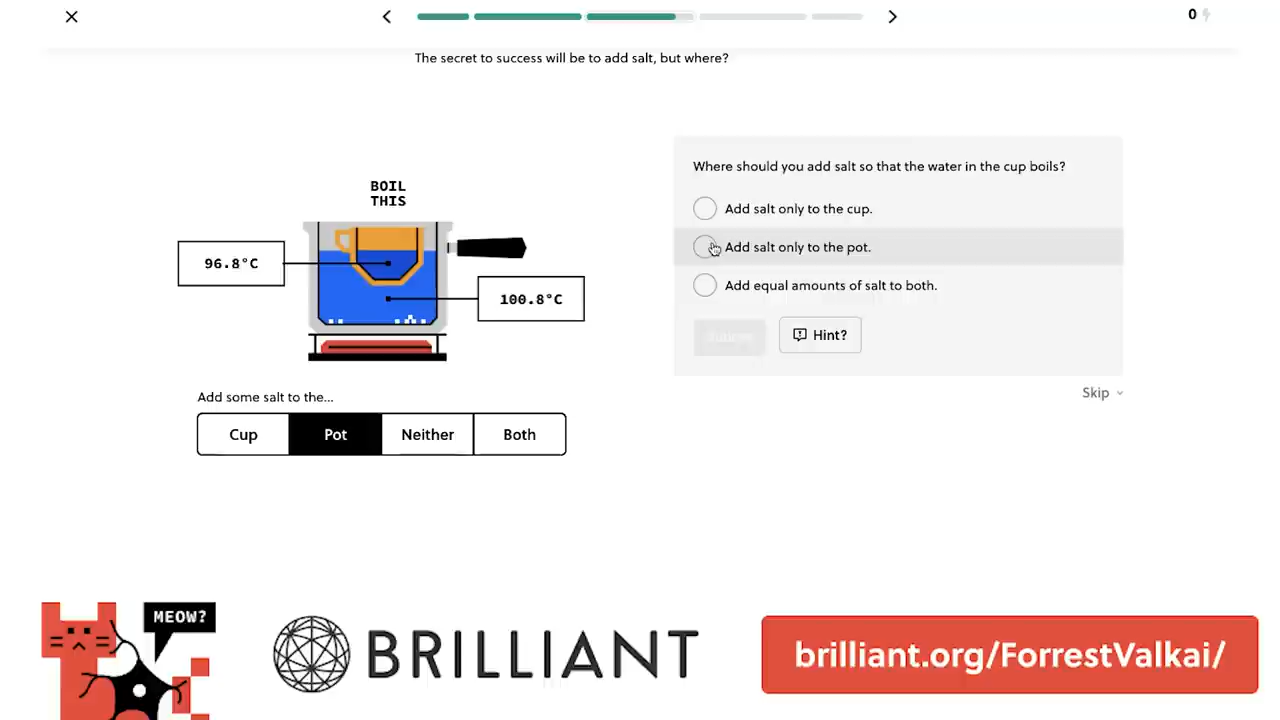 0
The secret to success will be to add salt, but where?
BOIL
THIS
96.8°C
100.8°C
Add some salt to the...
Cup
Pot
Neither
Both
Where should you add salt so that the water in the cup boils?
Add salt only to the cup.
Add salt only to the pot.
Add equal amounts of salt to both.
Hint?
Skip
MEOW?
BRILLIANT
brilliant.org/ForrestValkai/